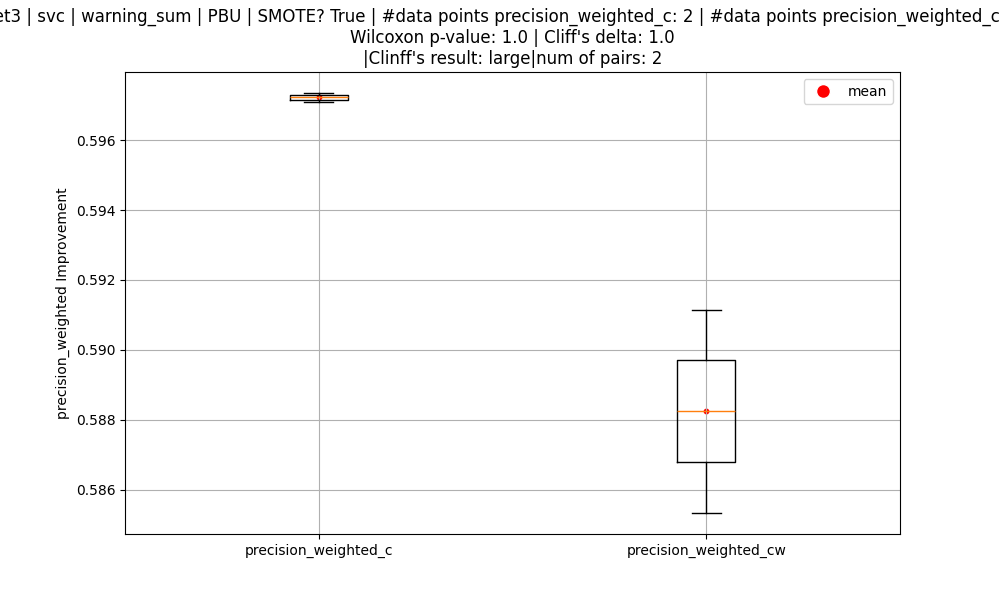 et3 | svc | warning_sum | PBU | SMOTE? True | #data points precision_weighted_c: 2 | #data points precision_weighted_c
Wilcoxon p-value: 1.0 | Cliff's delta: 1.0
|Clinff's result: large|num of pairs: 2
mean
0.596
0.594
0.592
0.590
0.588
0.586
precision_weighted Improvement
precision_weighted_c
precision_weighted_cw